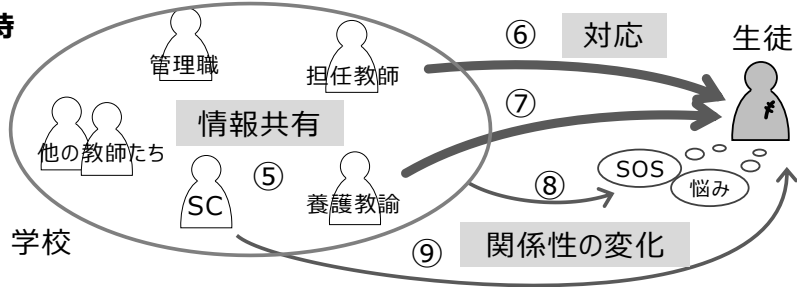 時
⑥
対応
生徒
管理職
担任教師
⑦
情報共有
他の教師たち
⑤
SOS
悩み
SC
養護教諭
⑧
学校
⑨
関係性の変化